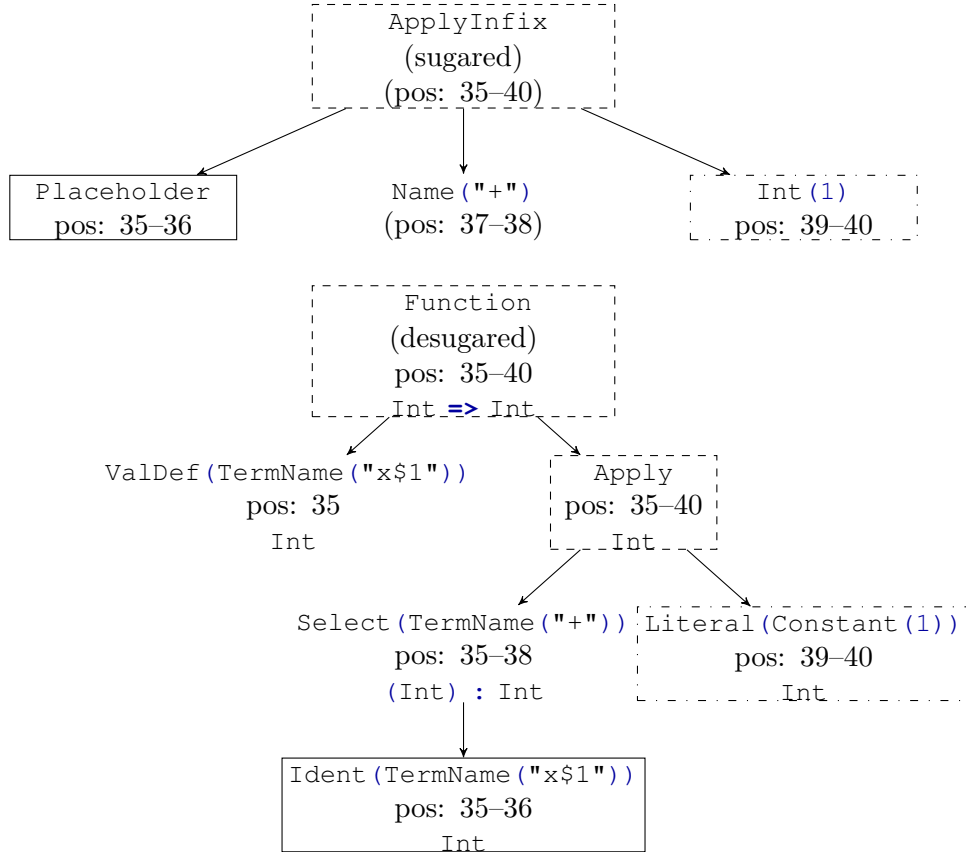 ApplyInfix
(sugared)
(pos: 35–40)
Placeholder
pos: 35–36
Name("+")
(pos: 37–38)
Int(1)
pos: 39–40
Function
(desugared)
pos: 35–40
Int => Int
ValDef(TermName("x$1"))
pos: 35
Int
Apply
pos: 35–40
Int
Select(TermName("+"))
pos: 35–38
(Int) : Int
Literal(Constant(1))
pos: 39–40
Int
Ident(TermName("x$1"))
pos: 35–36
Int